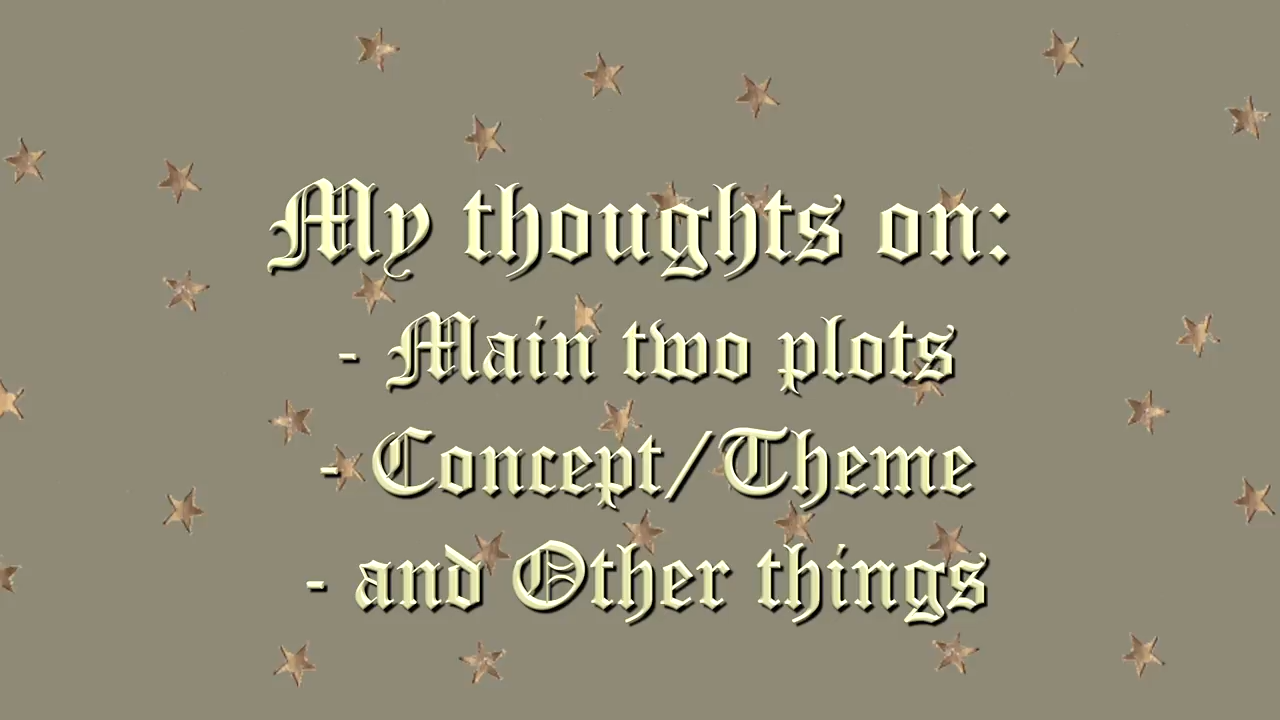 My thoughts on:
- Main two plots
- Concept/Theme
- and Other things